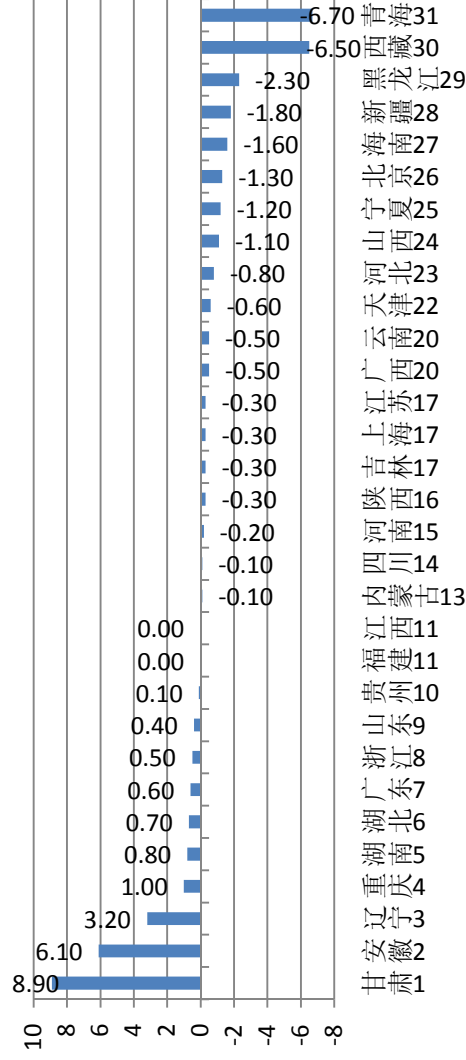 -6.70 青海31
-6.50 西藏30
-2.30 黑龙江29
-1.80 新疆28
-1.60 海南27
-1.30 北京26
-1.20 宁夏25
-1.10 山西24
-0.80 河北23
-0.60 天津22
-0.50 云南20
-0.50 广西20
-0.30 江苏17
-0.30 上海17
-0.30 吉林17
-0.30 陕西16
-0.20 河南15
-0.10 四川14
-0.10 内蒙古13
0.00 江西11
0.00 福建11
0.10 贵州10
0.40 山东9
0.50 浙江8
0.60 广东7
0.70 湖北6
0.80 湖南5
1.00 重庆4
3.20 辽宁3
6.10 安徽2
8.90 甘肃1
10 8 6 4 2 0 -2 -4 -6 -8